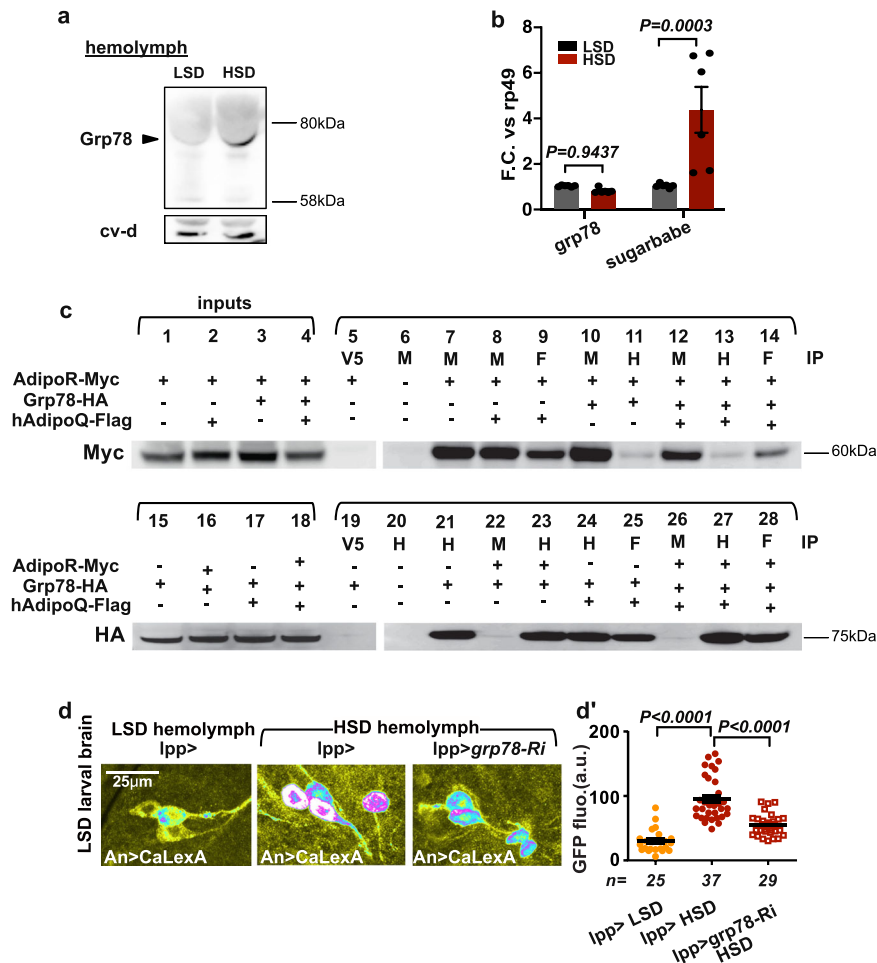 a
hemolymph
LSD HSD
Grp78
80kDa
58kDa
cv-d
b
F.C. vs rp49
8
6
4
2
0
LSD
HSD
P=0.0003
P=0.9437
grp78
sugarbabe
c
inputs
1 2 3 4 5 6 7 8 9 10 11 12 13 14
V5 M M M F M H M H F IP
AdipoR-Myc + + + + + - + + + + + + + +
Grp78-HA - - + + - - - - - + + + + +
hAdipoQ-Flag - + - + - - - + + - - + + +
Myc
60kDa
15 16 17 18 19 20 21 22 23 24 25 26 27 28
V5 H H M H H F M H F IP
AdipoR-Myc - + - + - - - + + - - + + +
Grp78-HA + + + + + - + + + + + + + +
hAdipoQ-Flag - - + + - - - - - + + + + +
HA
75kDa
d
LSD larval brain
LSD hemolymph
lpp>
HSD hemolymph
lpp>
lpp>grp78-Ri
25µm
An>CaLexA
An>CaLexA
An>CaLexA
d'
P<0.0001
P<0.0001
GFP fluo.(a.u.)
200
100
0
n= 25 37 29
lpp> LSD
lpp> HSD
lpp>grp78-Ri
HSD